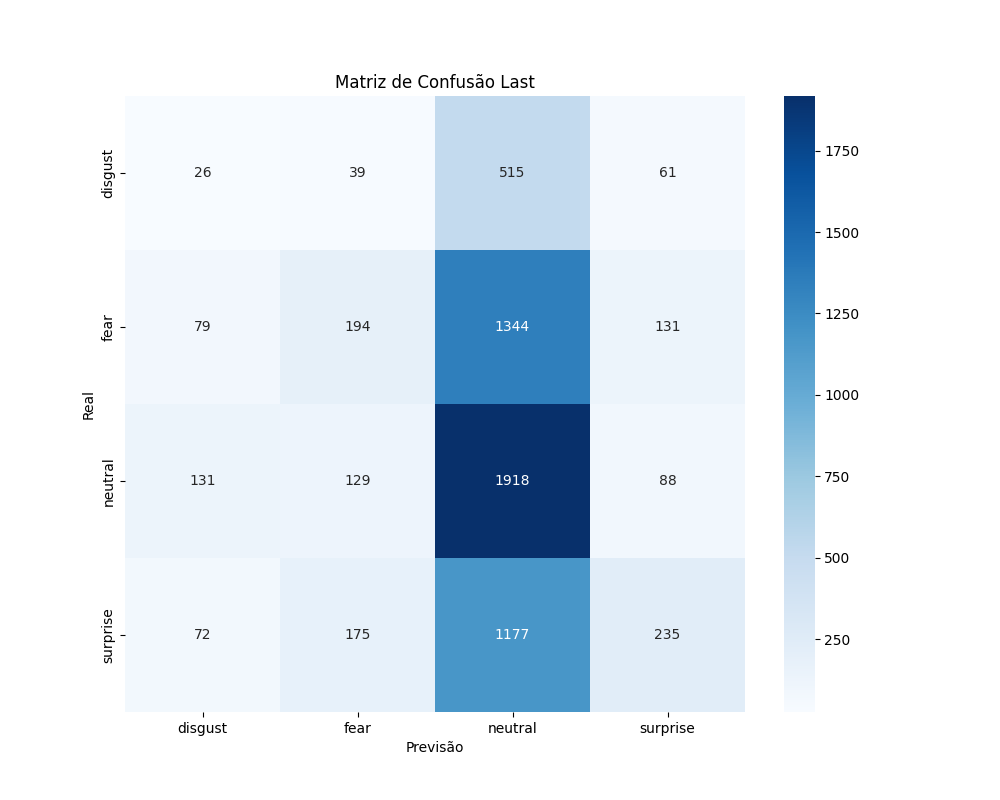 Matriz de Confusão Last
Real
disgust
26 39 515 61
fear
79 194 1344 131
neutral
131 129 1918 88
surprise
72 175 1177 235
disgust fear neutral surprise
Previsão
1750
1500
1250
1000
750
500
250